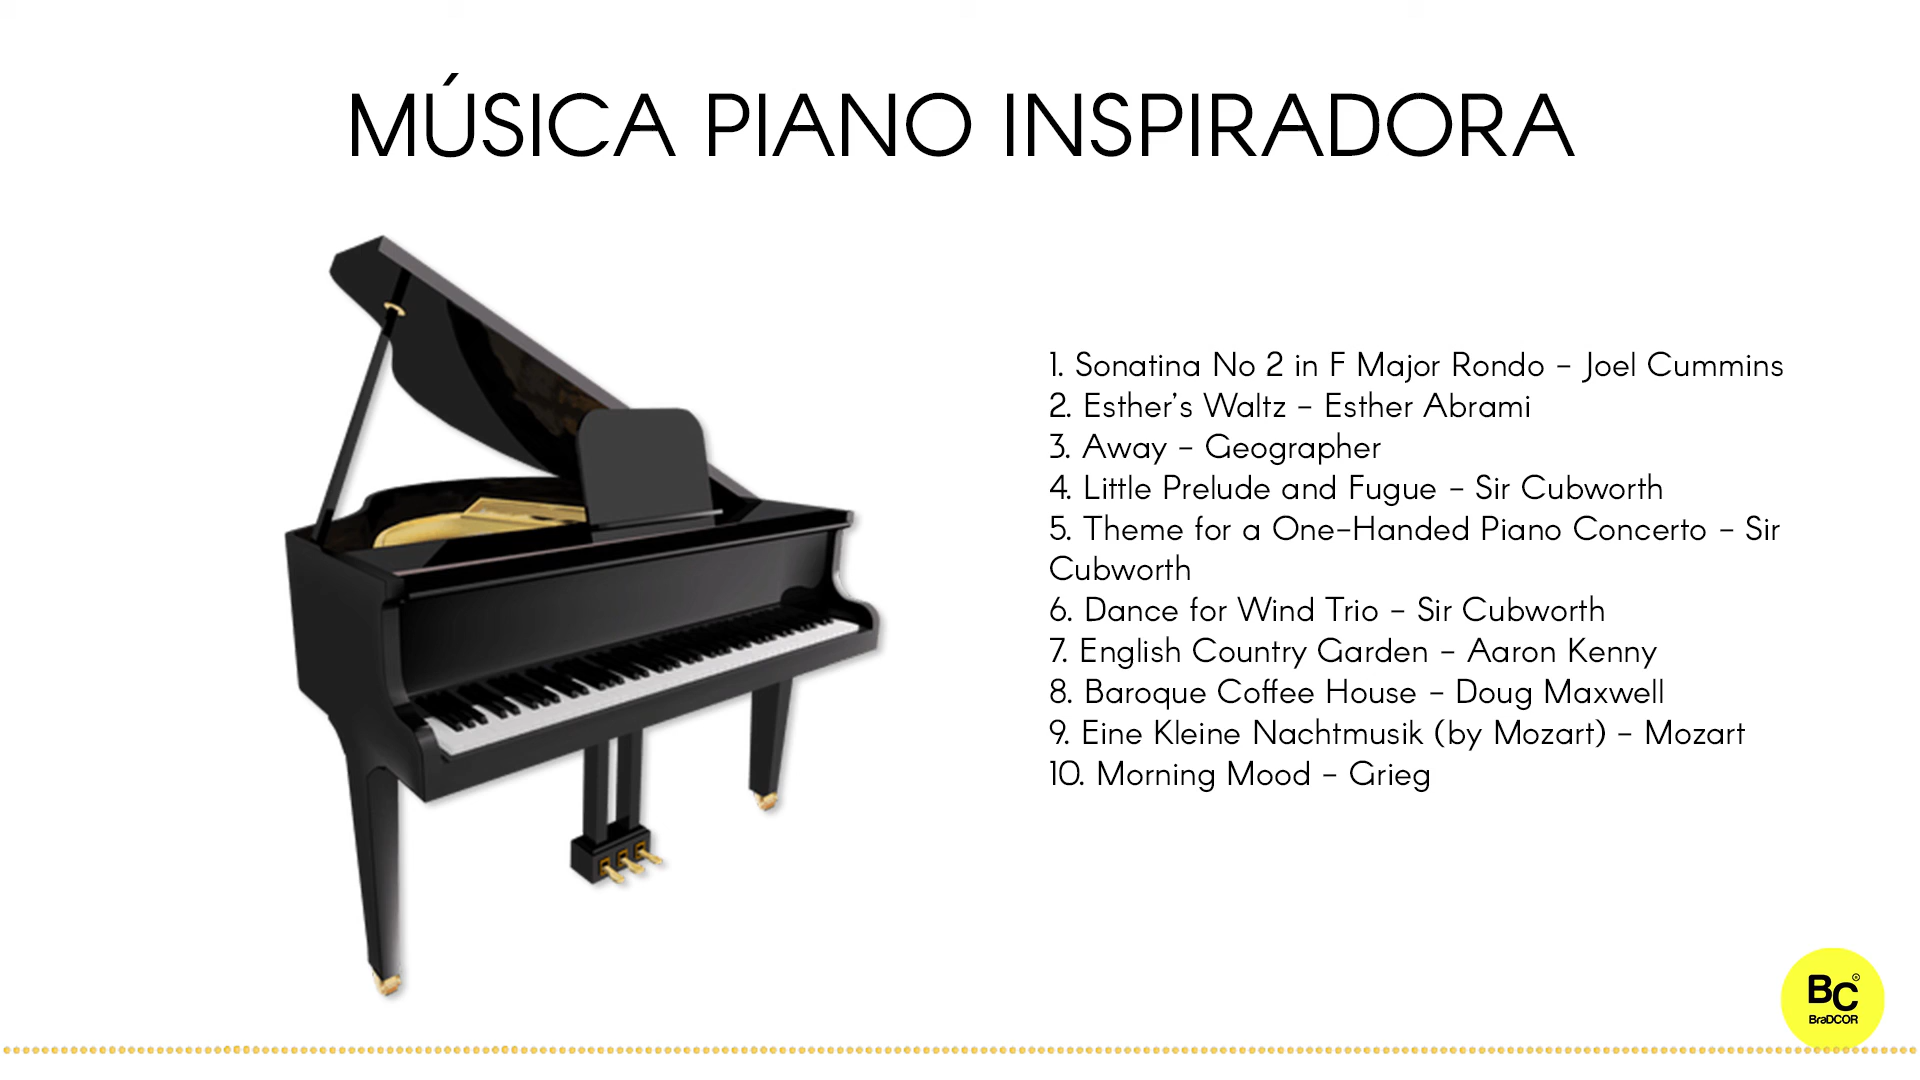 MÚSICA PIANO INSPIRADORA
1. Sonatina No 2 in F Major Rondo - Joel Cummins
2. Esther's Waltz - Esther Abrami
3. Away - Geographer
4. Little Prelude and Fugue - Sir Cubworth
5. Theme for a One-Handed Piano Concerto - Sir
Cubworth
6. Dance for Wind Trio - Sir Cubworth
7. English Country Garden - Aaron Kenny
8. Baroque Coffee House - Doug Maxwell
9. Eine Kleine Nachtmusik (by Mozart) - Mozart
10. Morning Mood - Grieg
BC®
BraDCOR